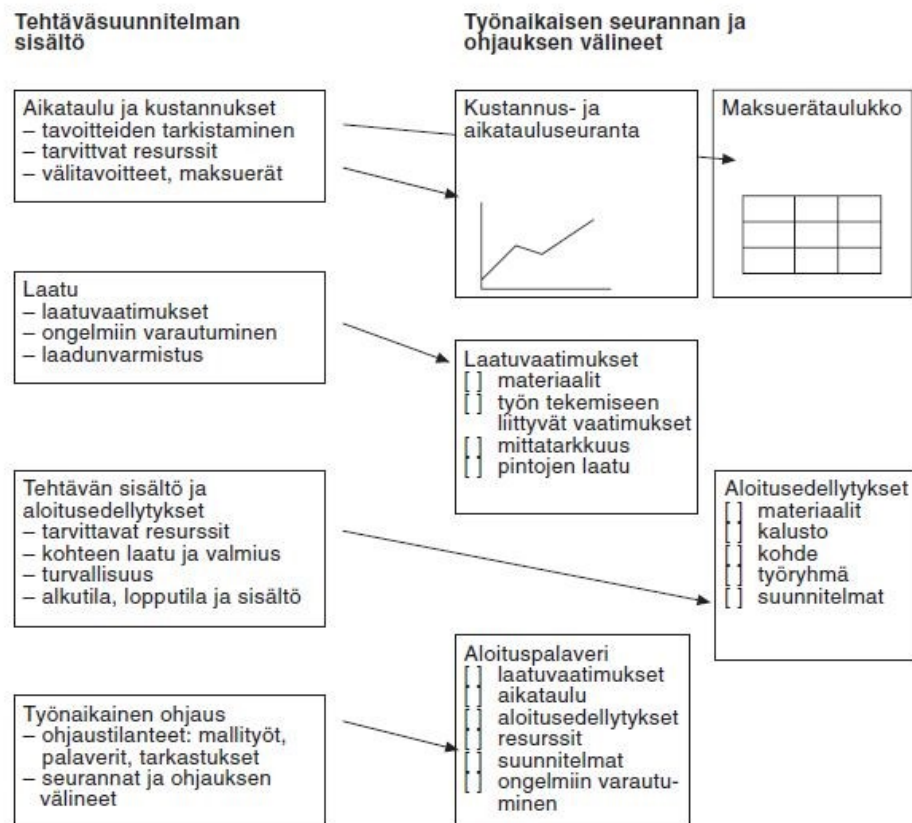 Tehtäväsuunnitelman
sisältö
Työnaikaisen seurannan ja
ohjauksen välineet
Aikataulu ja kustannukset
– tavoitteiden tarkistaminen
– tarvittvat resurssit
– välitavoitteet, maksuerät
Kustannus- ja
aikatauluseuranta
Maksuerätaulukko
Laatu
– laatuvaatimukset
– ongelmiin varautuminen
– laadunvarmistus
Laatuvaatimukset
[ ] materiaalit
[ ] työn tekemiseen
liittyvät vaatimukset
[ ] mittatarkkuus
[ ] pintojen laatu
Tehtävän sisältö ja
aloitusedellytykset
– tarvittavat resurssit
– kohteen laatu ja valmius
– turvallisuus
– alkutila, lopputila ja sisältö
Aloitusedellytykset
[ ] materiaalit
[ ] kalusto
[ ] kohde
[ ] työryhmä
[ ] suunnitelmat
Työnaikainen ohjaus
– ohjaustilanteet: mallityöt,
palaverit, tarkastukset
– seurannat ja ohjauksen
välineet
Aloituspalaveri
[ ] laatuvaatimukset
[ ] aikataulu
[ ] aloitusedellytykset
[ ] resurssit
[ ] suunnitelmat
[ ] ongelmiin varautu-
minen